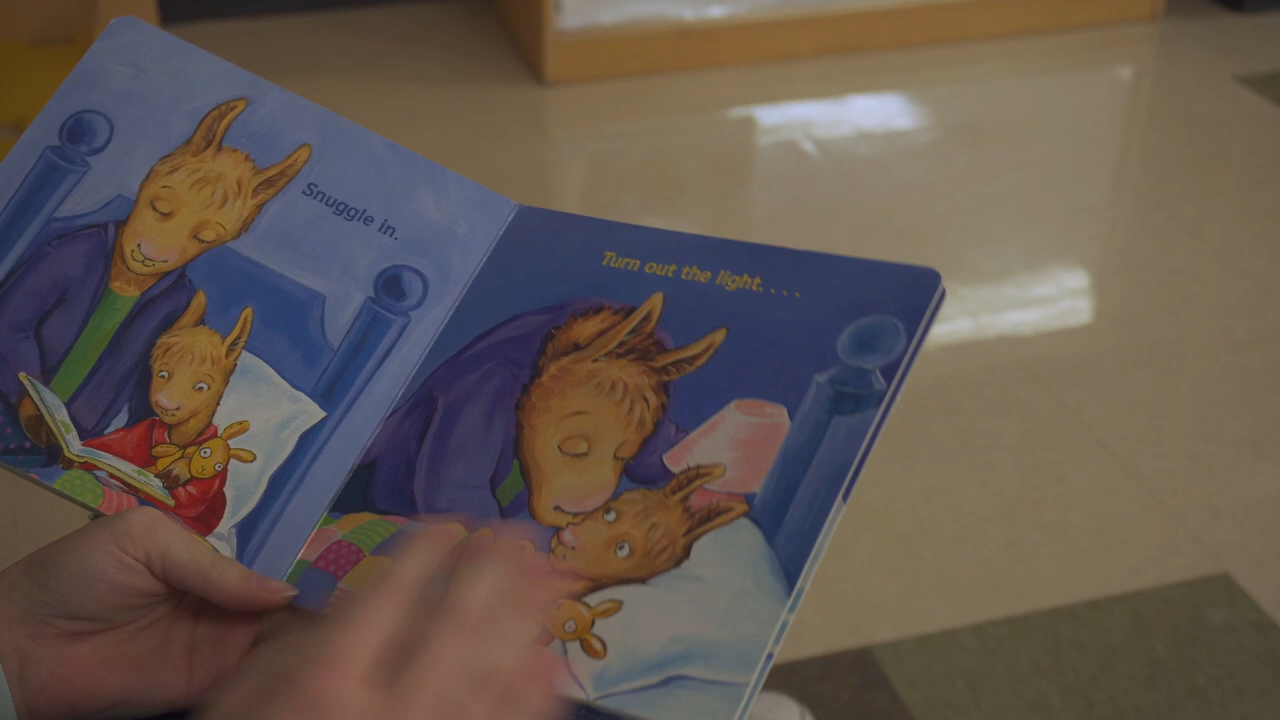 Snuggle in.
Turn out the light. . . .